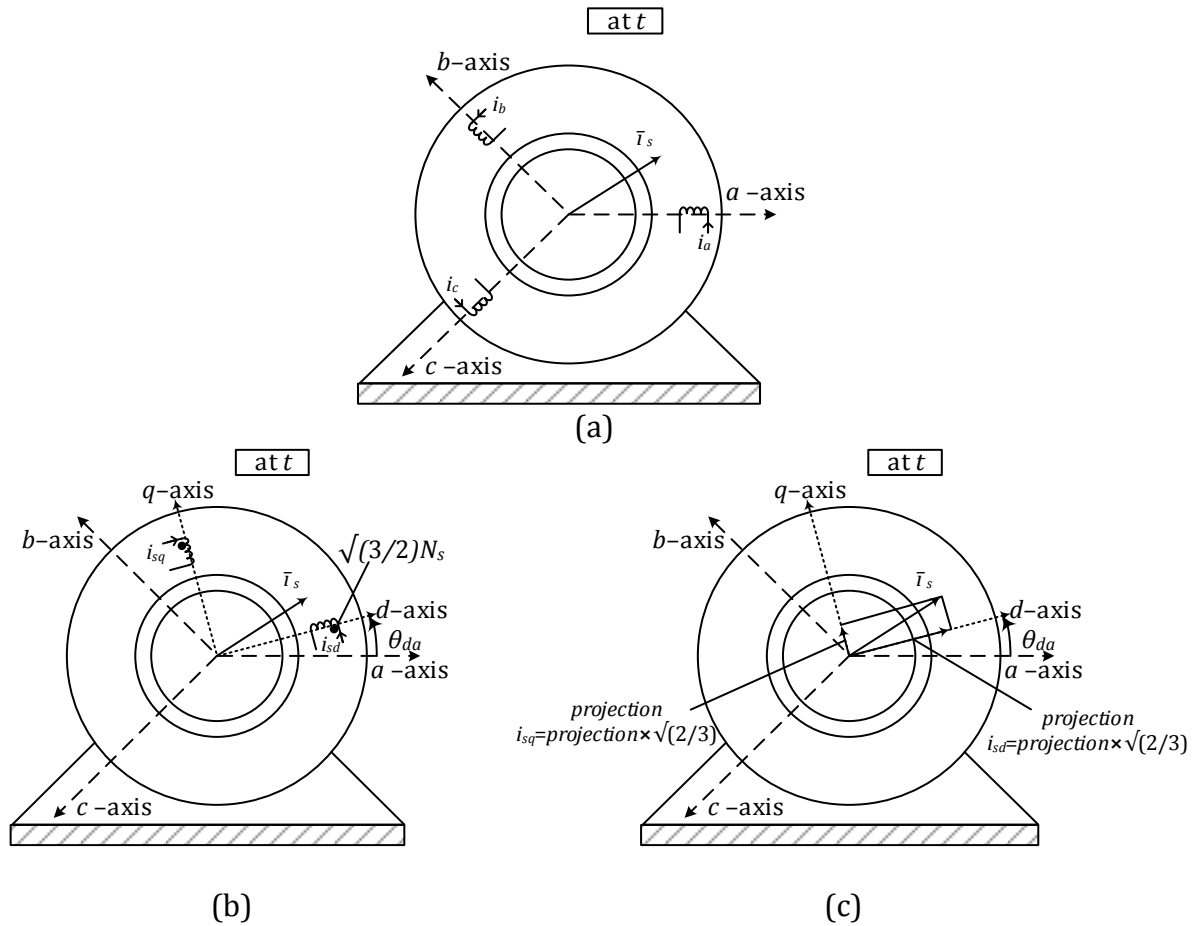 at t
b–axis
i_b
ī_s
a –axis
i_a
i_c
c –axis
(a)
at t
q–axis
b–axis
i_sq
√(3/2)N_s
ī_s
d–axis
i_sd
θ_da
a –axis
c –axis
(b)
at t
q–axis
b–axis
ī_s
d–axis
θ_da
a –axis
projection
i_sq=projection×√(2/3)
projection
i_sd=projection×√(2/3)
c –axis
(c)